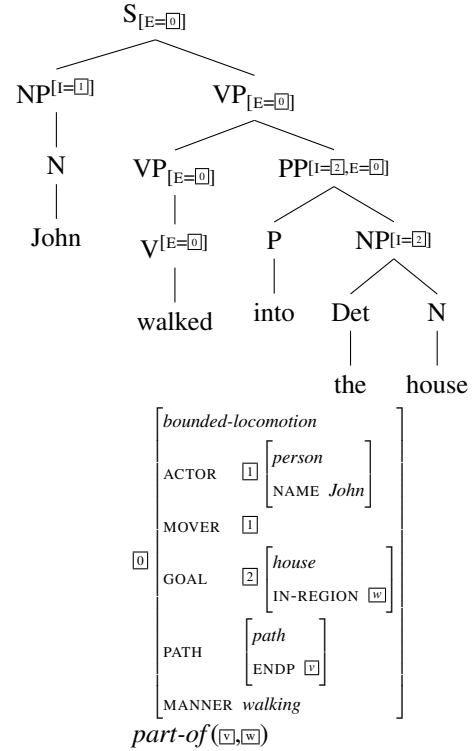 S[E=0]
NP[I=1] VP[E=0]
N VP[E=0] PP[I=2,E=0]
John V[E=0] P NP[I=2]
walked into Det N
the house
bounded-locomotion
ACTOR 1 person
NAME John
MOVER 1
0 GOAL 2 house
IN-REGION w
PATH path
ENDP v
MANNER walking
part-of(v,w)